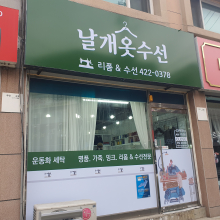 날개옷수선
리폼 & 수선 422-0378
운동화 세탁 명품, 가죽, 밍크, 리폼 & 수선전문